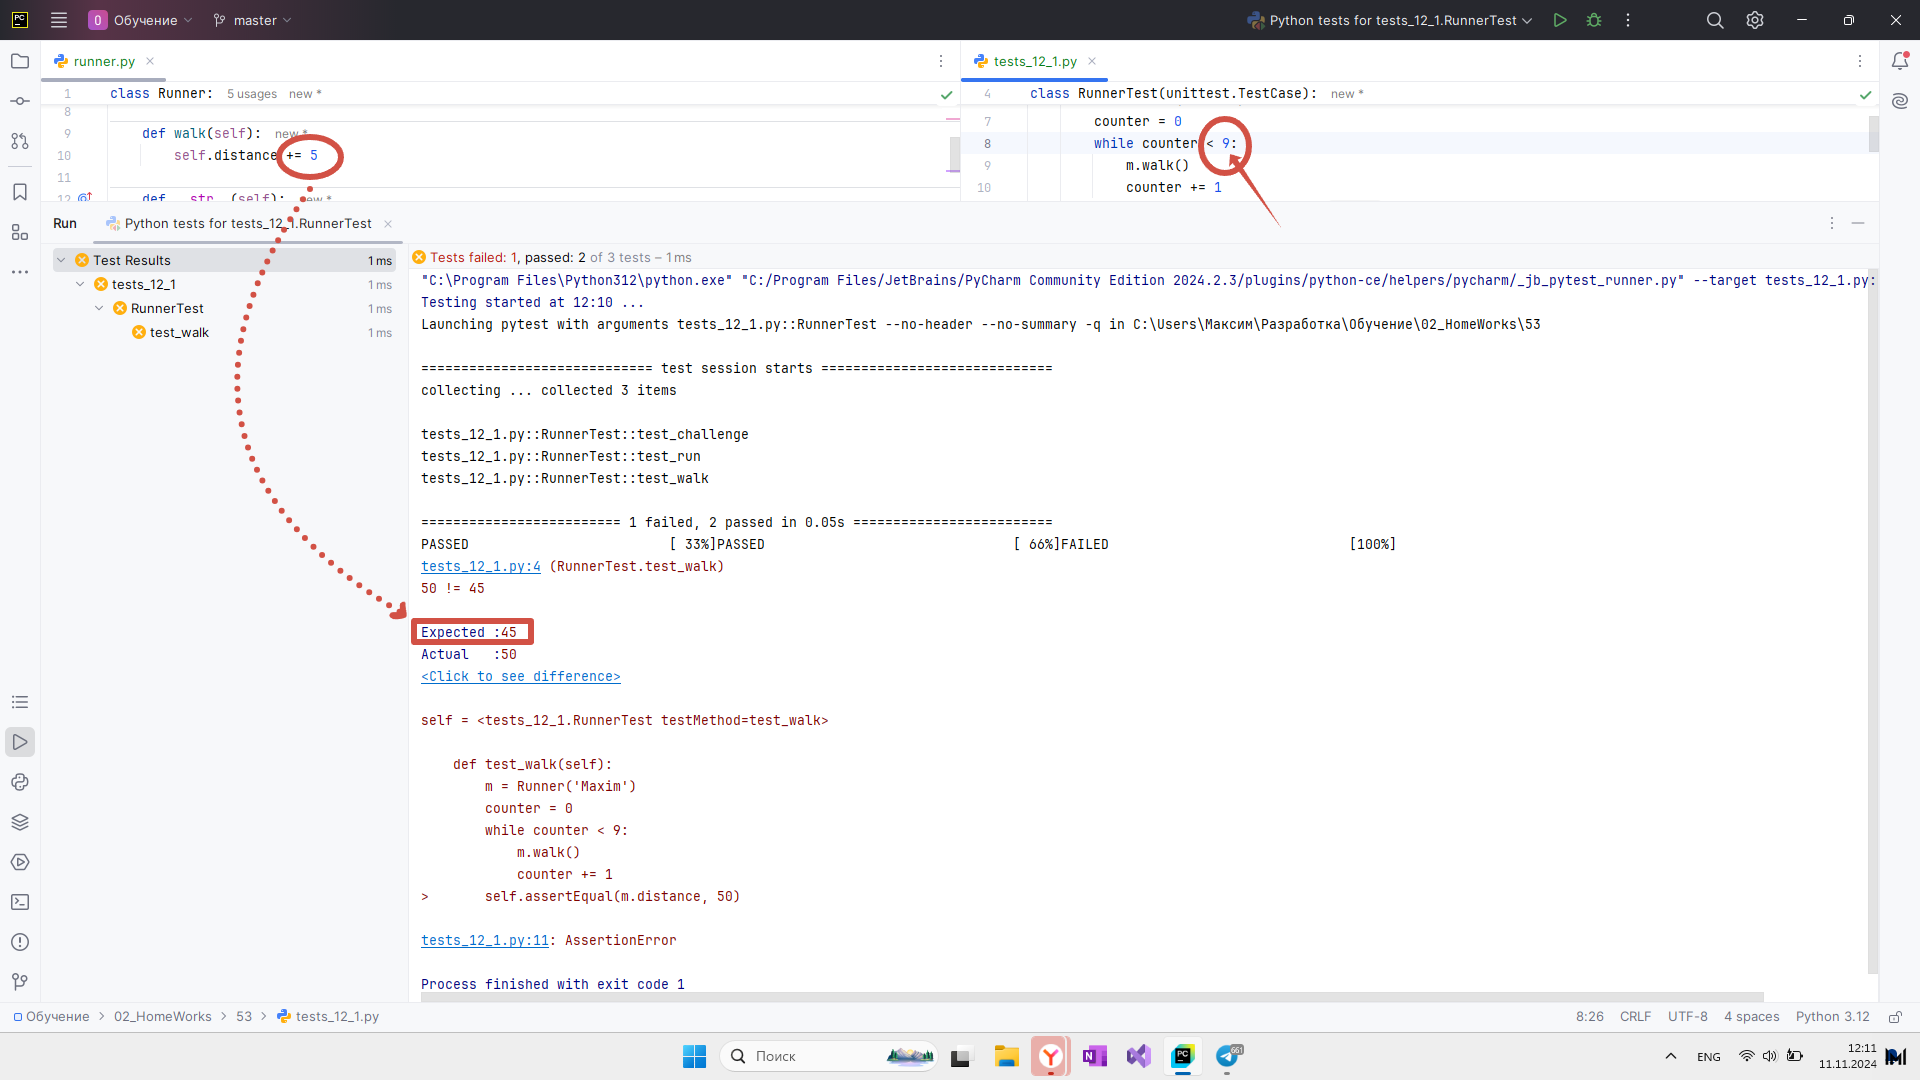 PC
О Обучение master Python tests for tests_12_1.RunnerTest
runner.py
1 class Runner: 5 usages new *
8
9 def walk(self): new *
10 self.distance += 5
11
12 def __str__(self): new *
tests_12_1.py
4 class RunnerTest(unittest.TestCase): new *
7 counter = 0
8 while counter < 9:
9 m.walk()
10 counter += 1
Run Python tests for tests_12_1.RunnerTest
Test Results 1 ms
tests_12_1 1 ms
RunnerTest 1 ms
test_walk 1 ms
Tests failed: 1, passed: 2 of 3 tests – 1 ms
"C:\Program Files\Python312\python.exe" "C:/Program Files/JetBrains/PyCharm Community Edition 2024.2.3/plugins/python-ce/helpers/pycharm/_jb_pytest_runner.py" --target tests_12_1.py:
Testing started at 12:10 ...
Launching pytest with arguments tests_12_1.py::RunnerTest --no-header --no-summary -q in C:\Users\Максим\Разработка\Обучение\02_HomeWorks\53
============================= test session starts =============================
collecting ... collected 3 items
tests_12_1.py::RunnerTest::test_challenge
tests_12_1.py::RunnerTest::test_run
tests_12_1.py::RunnerTest::test_walk
========================= 1 failed, 2 passed in 0.05s =========================
PASSED [ 33%]PASSED [ 66%]FAILED [100%]
tests_12_1.py:4 (RunnerTest.test_walk)
50 != 45
Expected :45
Actual :50
<Click to see difference>
self = <tests_12_1.RunnerTest testMethod=test_walk>
def test_walk(self):
m = Runner('Maxim')
counter = 0
while counter < 9:
m.walk()
counter += 1
> self.assertEqual(m.distance, 50)
tests_12_1.py:11: AssertionError
Process finished with exit code 1
Обучение > 02_HomeWorks > 53 > tests_12_1.py
8:26 CRLF UTF-8 4 spaces Python 3.12
Поиск
PC
661
ENG
12:11
11.11.2024